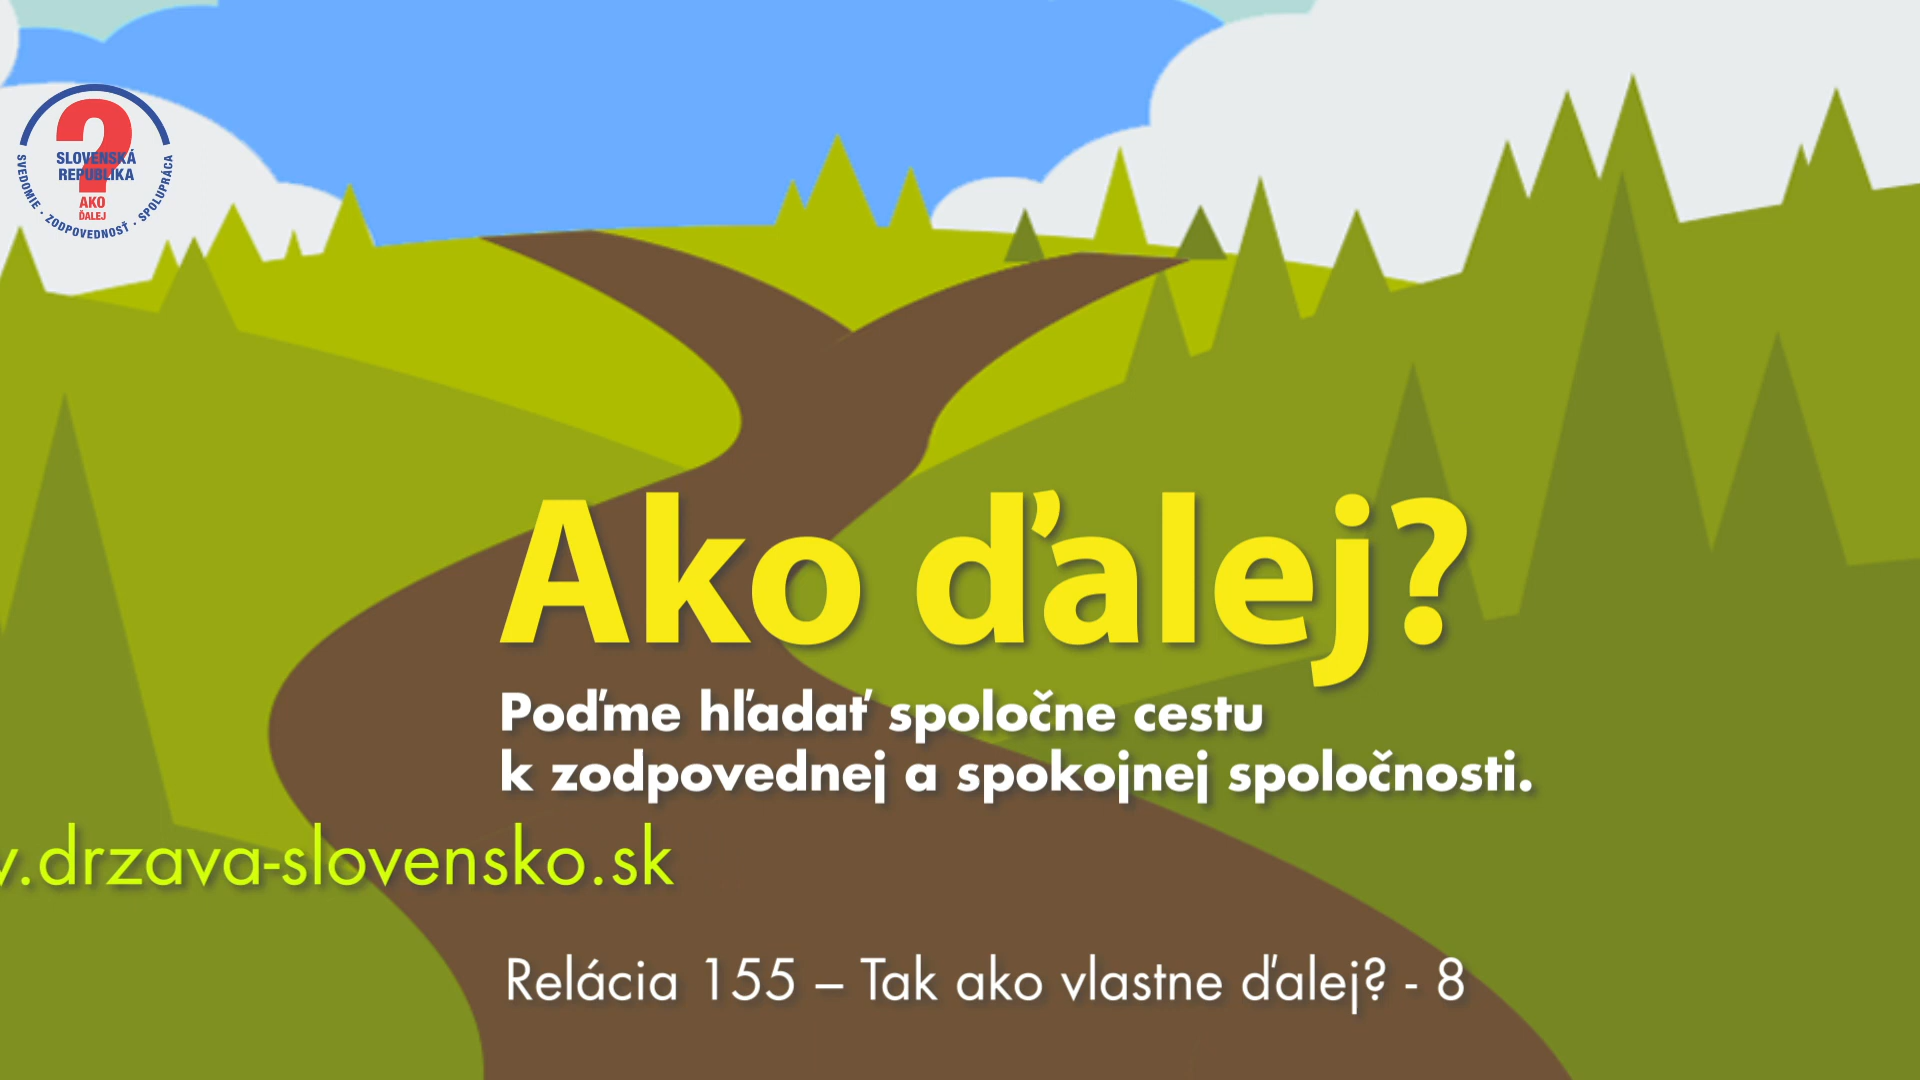 SLOVENSKÁ
REPUBLIKA
AKO
ĎALEJ
SVEDOMIE · ZODPOVEDNOSŤ · SPOLUPRÁCA
Ako ďalej?
Poďme hľadať spoločne cestu
k zodpovednej a spokojnej spoločnosti.
.drzava-slovensko.sk
Relácia 155 – Tak ako vlastne ďalej? - 8